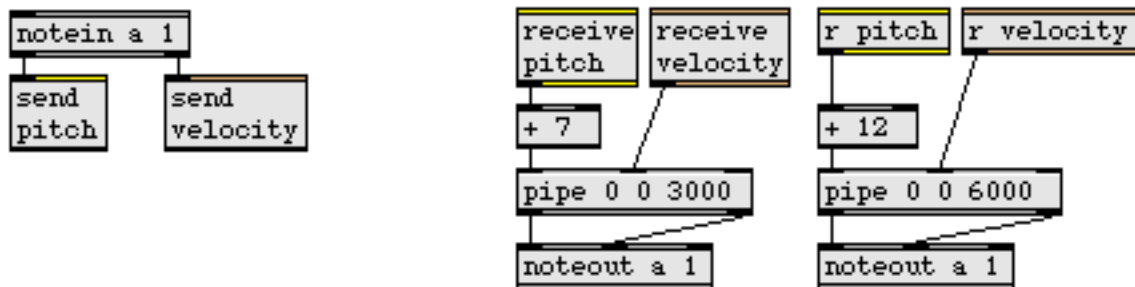 notein a 1
send
pitch
send
velocity
receive
pitch
receive
velocity
+ 7
pipe 0 0 3000
noteout a 1
r pitch
r velocity
+ 12
pipe 0 0 6000
noteout a 1